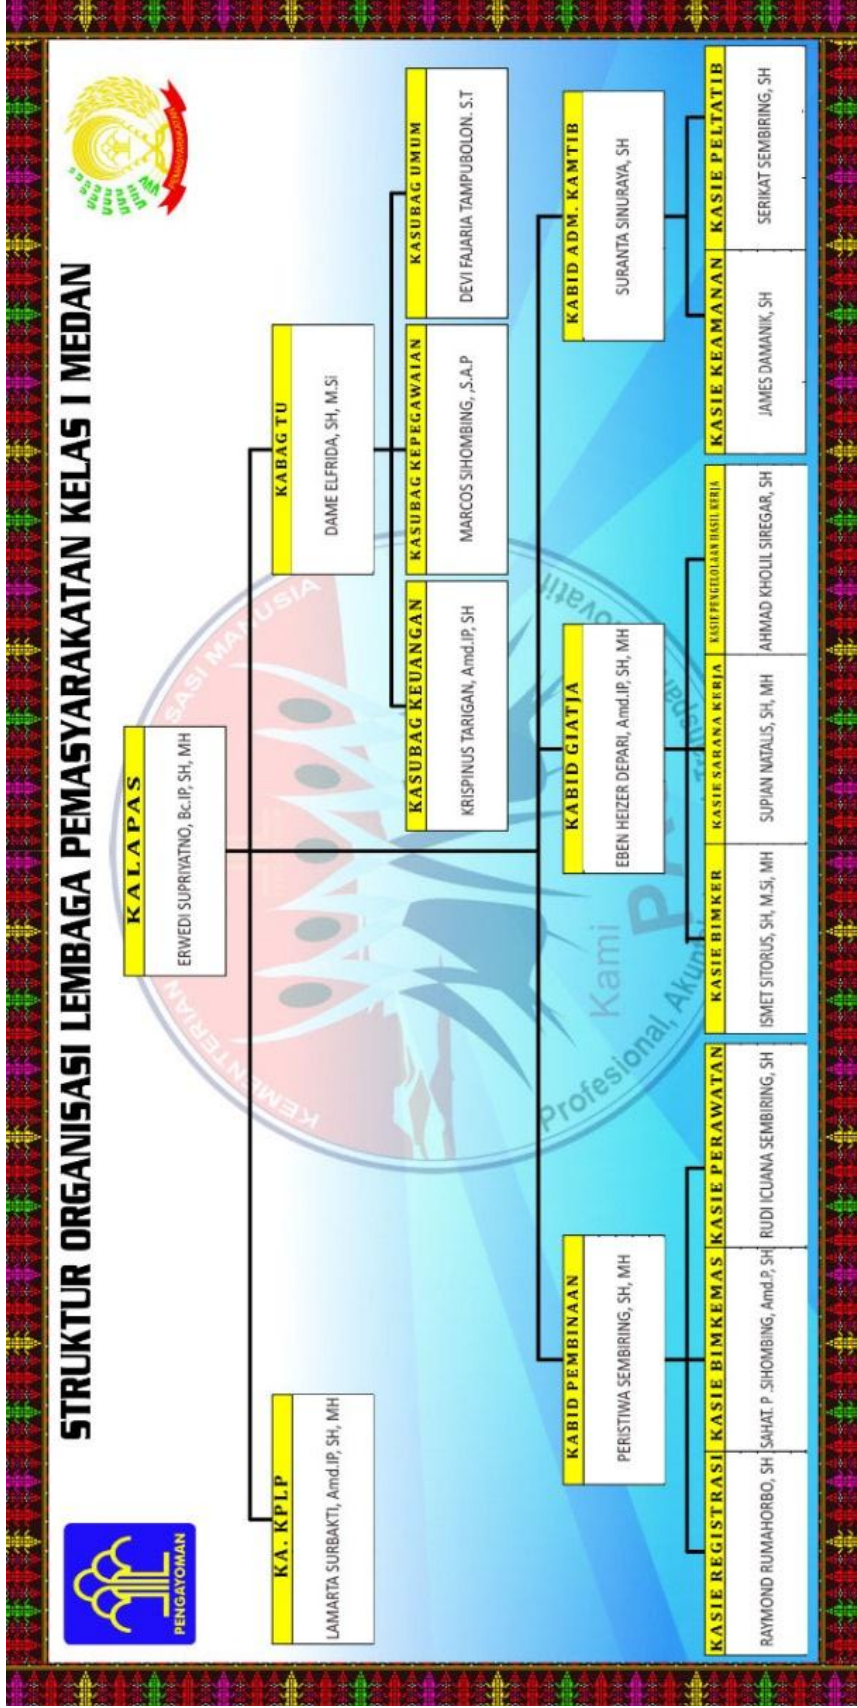 STRUKTUR ORGANISASI LEMBAGA PEMASYARAKATAN KELAS I MEDAN
PENGAYOMAN
PEMASYARAKATAN
KALAPAS
ERWEDI SUPRIYATNO, Bc.IP, SH, MH
KA. KPLP
LAMARTA SURBAKTI, Amd.IP, SH, MH
KABAG TU
DAME ELFRIDA, SH, M.Si
KASUBAG KEUANGAN
KRISPINUS TARIGAN, Amd.IP, SH
KASUBAG KEPEGAWAIAN
MARCOS SIHOMBING, ,S.A.P
KASUBAG UMUM
DEVI FAJARIA TAMPUBOLON. S.T
KABID PEMBINAAN
PERISTIWA SEMBIRING, SH, MH
KABID GIATJA
EBEN HEIZER DEPARI, Amd.IP, SH, MH
KABID ADM. KAMTIB
SURANTA SINURAYA, SH
KASIE REGISTRASI
RAYMOND RUMAHORBO, SH
KASIE BIMKEMAS
SAHAT. P .SIHOMBING, Amd.P, SH
KASIE PERAWATAN
RUDI ICUANA SEMBIRING, SH
KASIE BIMKER
ISMET SITORUS, SH, M.Si, MH
KASIE SARANA KERJA
SUPIAN NATALIS, SH, MH
KASIE PENGELOLAAN HASIL KERJA
AHMAD KHOLIL SIREGAR, SH
KASIE KEAMANAN
JAMES DAMANIK, SH
KASIE PELTATIB
SERIKAT SEMBIRING, SH
KEMENTERIAN
MANUSIA
Kami
Profesional,